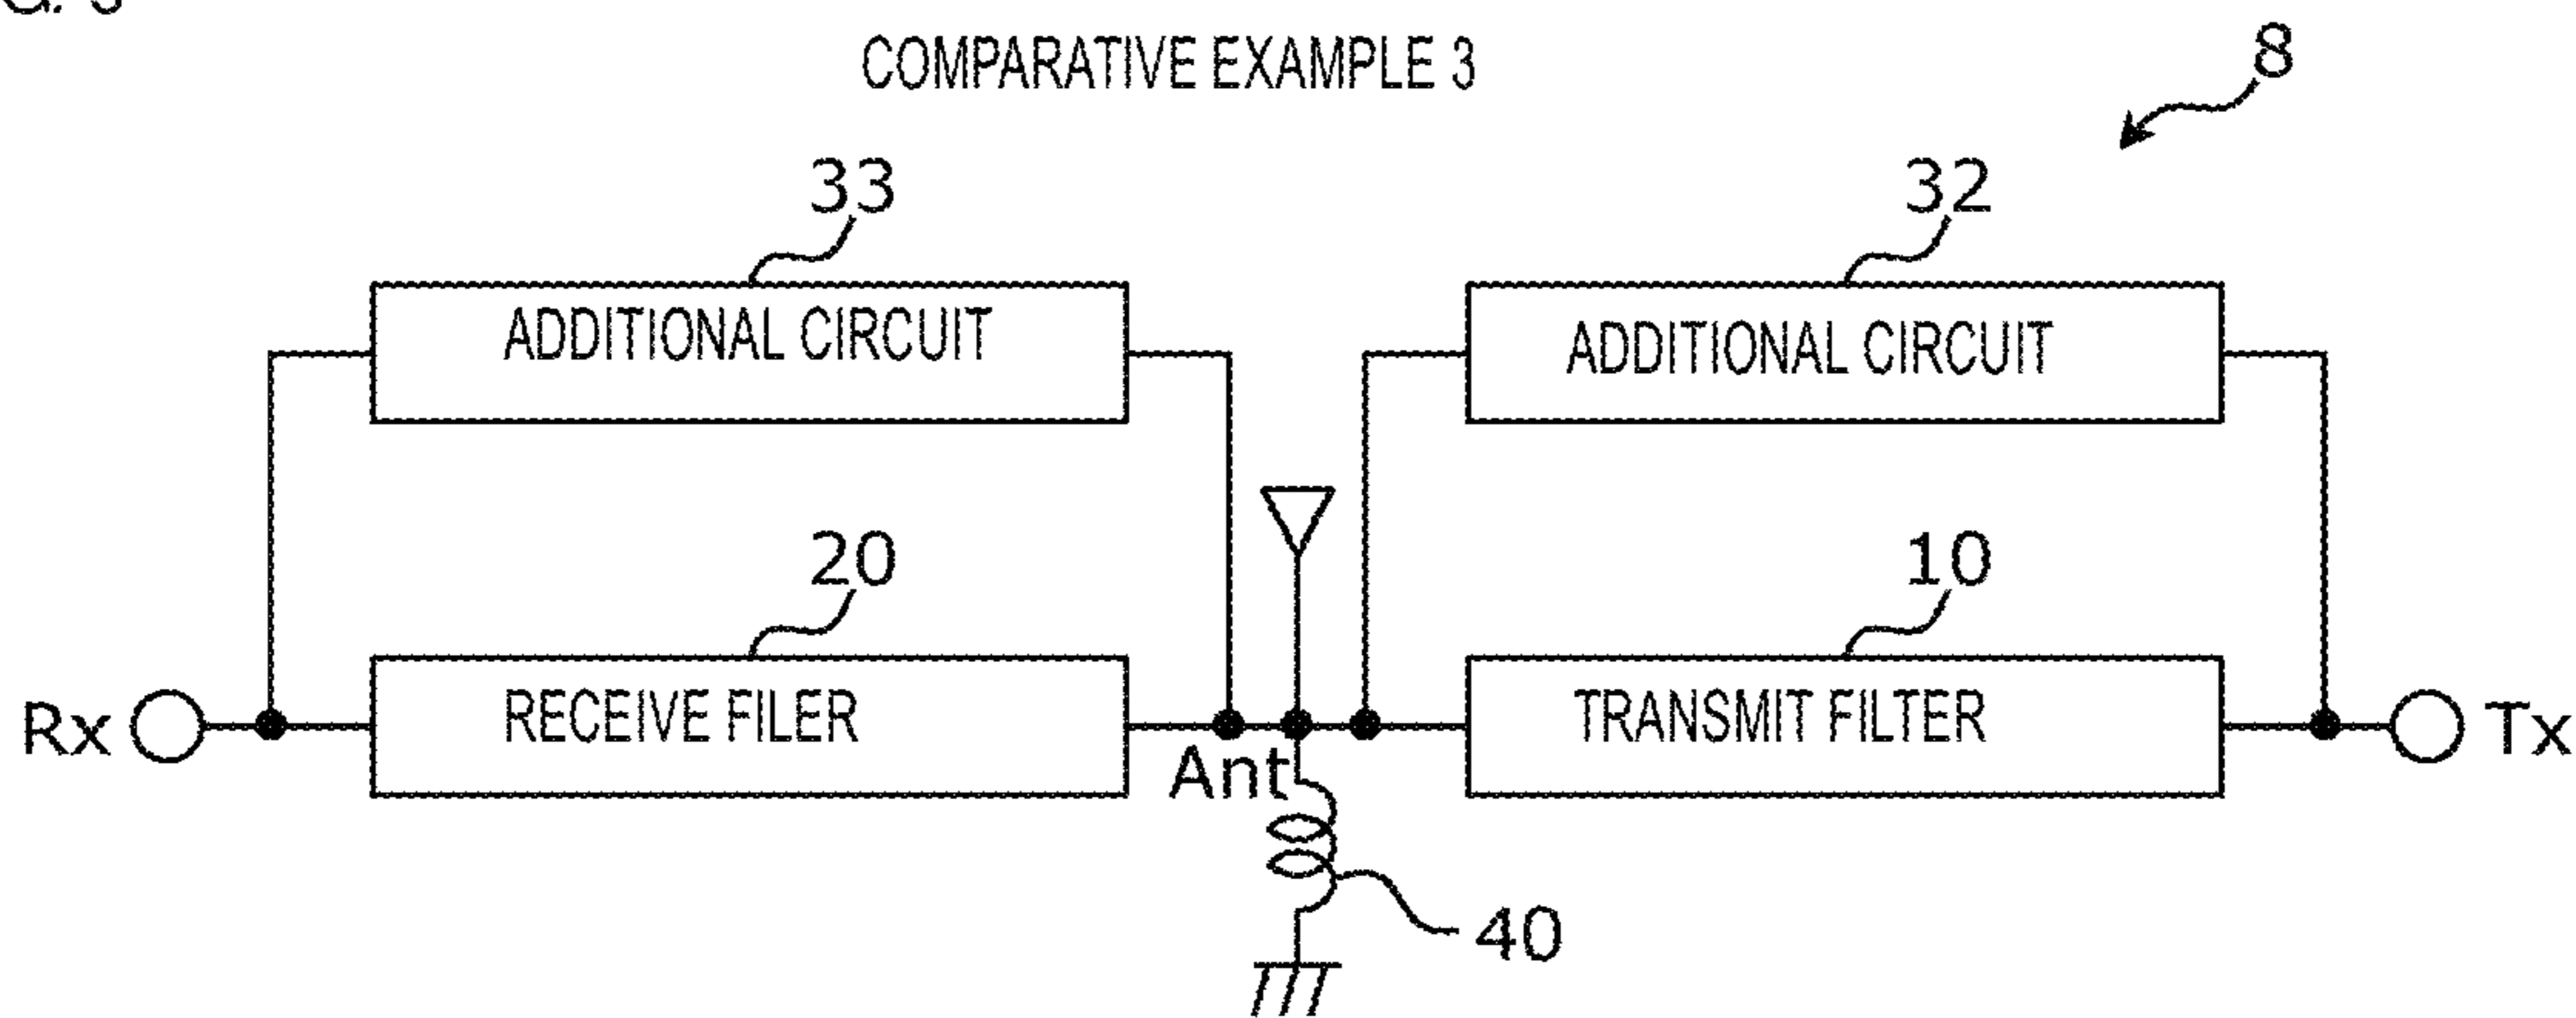 COMPARATIVE EXAMPLE 3
8
33
32
ADDITIONAL CIRCUIT
ADDITIONAL CIRCUIT
20
10
Rx
RECEIVE FILER
TRANSMIT FILTER
Tx
Ant
40